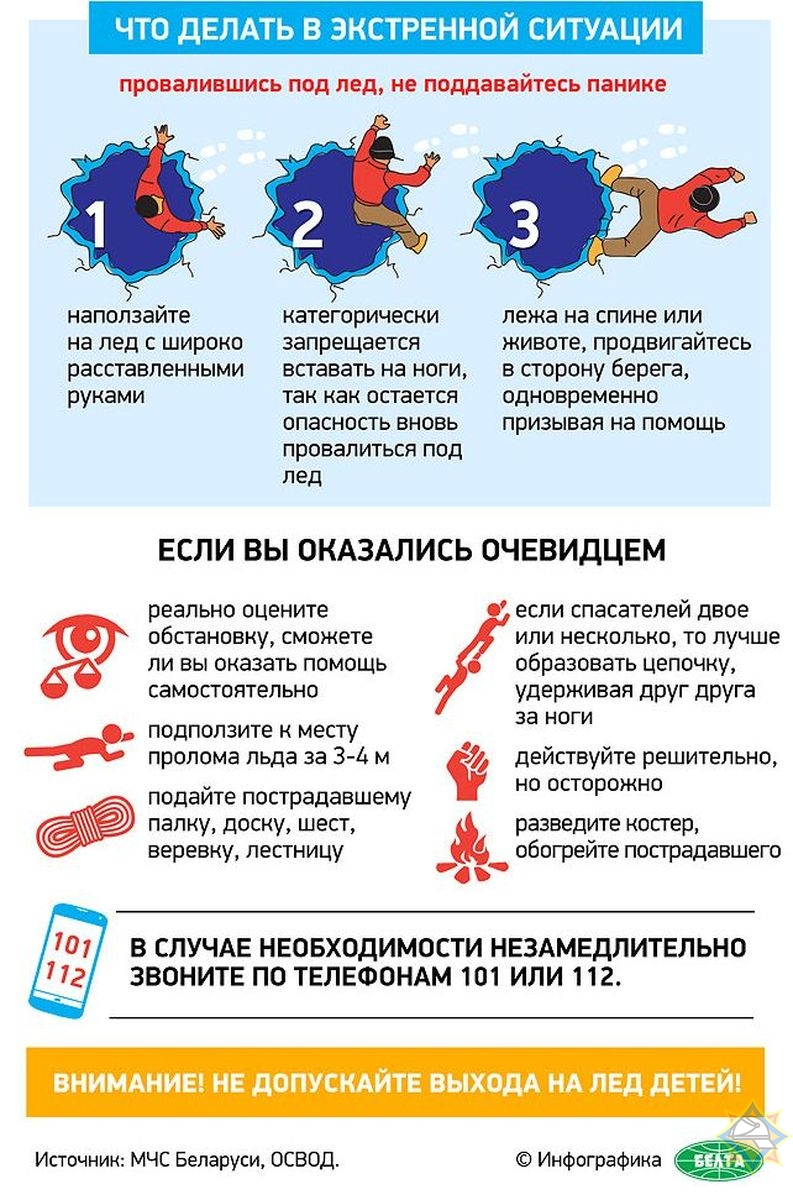 ЧТО ДЕЛАТЬ В ЭКСТРЕННОЙ СИТУАЦИИ
провалившись под лед, не поддавайтесь панике
1
наползайте
на лед с широко
расставленными
руками
2
категорически
запрещается
вставать на ноги,
так как остается
опасность вновь
провалиться под
лед
3
лежа на спине или
животе, продвигайтесь
в сторону берега,
одновременно
призывая на помощь
ЕСЛИ ВЫ ОКАЗАЛИСЬ ОЧЕВИДЦЕМ
реально оцените
обстановку, сможете
ли вы оказать помощь
самостоятельно
подползите к месту
пролома льда за 3-4 м
подайте пострадавшему
палку, доску, шест,
веревку, лестницу
если спасателей двое
или несколько, то лучше
образовать цепочку,
удерживая друг друга
за ноги
действуйте решительно,
но осторожно
разведите костер,
обогрейте пострадавшего
101
112
В СЛУЧАЕ НЕОБХОДИМОСТИ НЕЗАМЕДЛИТЕЛЬНО
ЗВОНИТЕ ПО ТЕЛЕФОНАМ 101 ИЛИ 112.
ВНИМАНИЕ! НЕ ДОПУСКАЙТЕ ВЫХОДА НА ЛЕД ДЕТЕЙ!
Источник: МЧС Беларуси, ОСВОД.
© Инфографика
БЕЛТА